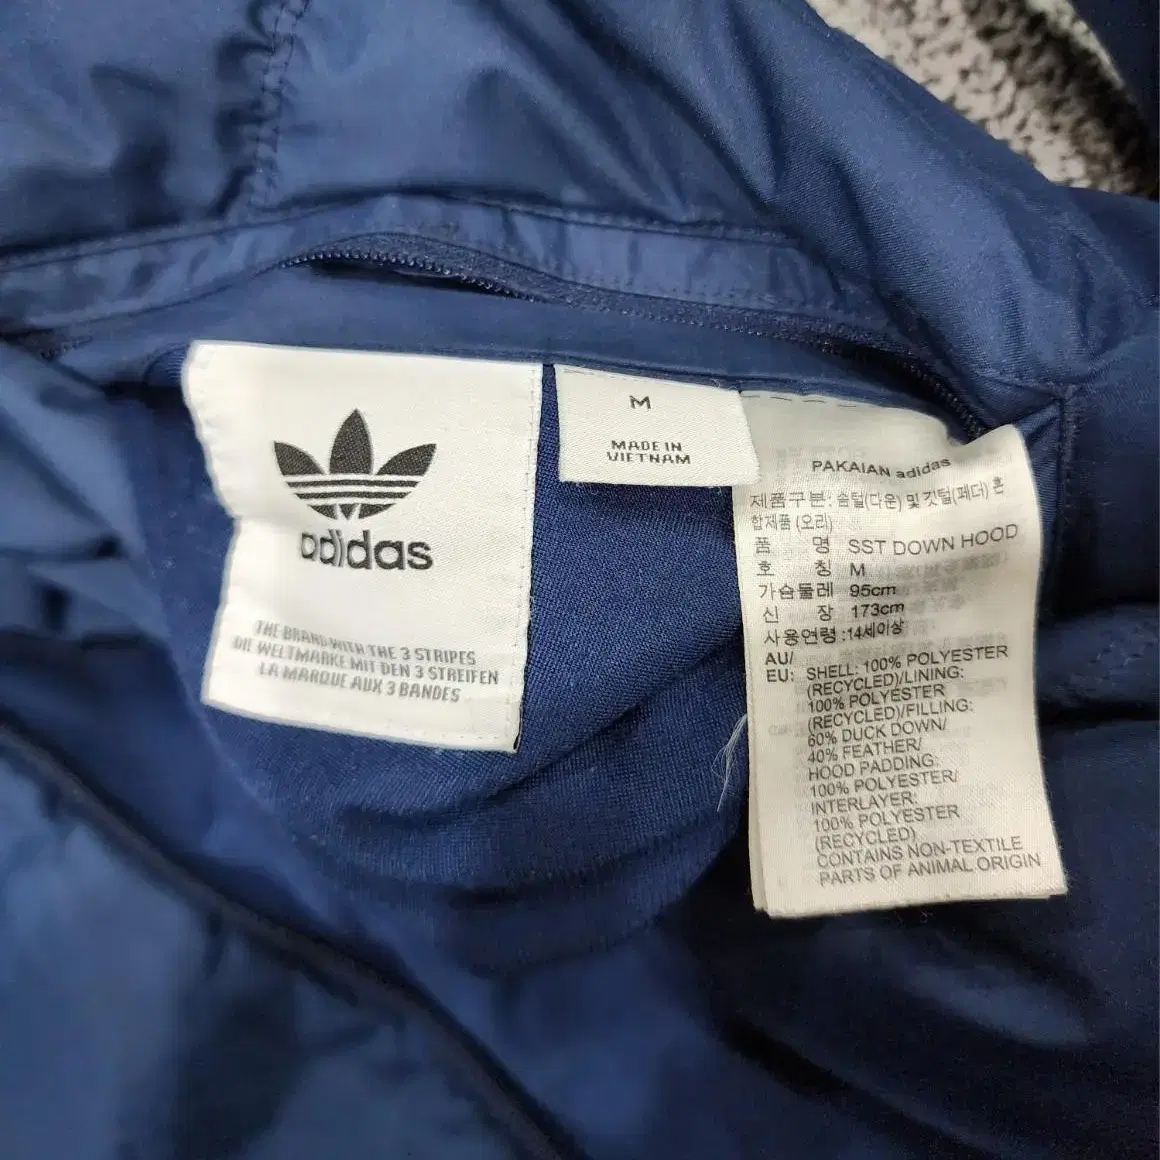 adidas
THE BRAND WITH THE 3 STRIPES
DIE WELTMARKE MIT DEN 3 STREIFEN
LA MARQUE AUX 3 BANDES
M
MADE IN
VIETNAM
PAKAIAN adidas
제품구분: 솜털(다운) 및 깃털(페더) 혼
합제품 (오리)
품 명 SST DOWN HOOD
호 칭 M
가슴둘레 95cm
신 장 173cm
사용연령 :14세이상
AU/
EU: SHELL: 100% POLYESTER
(RECYCLED)/LINING:
100% POLYESTER
(RECYCLED)/FILLING:
60% DUCK DOWN/
40% FEATHER/
HOOD PADDING:
100% POLYESTER/
INTERLAYER:
100% POLYESTER
(RECYCLED)
CONTAINS NON-TEXTILE
PARTS OF ANIMAL ORIGIN